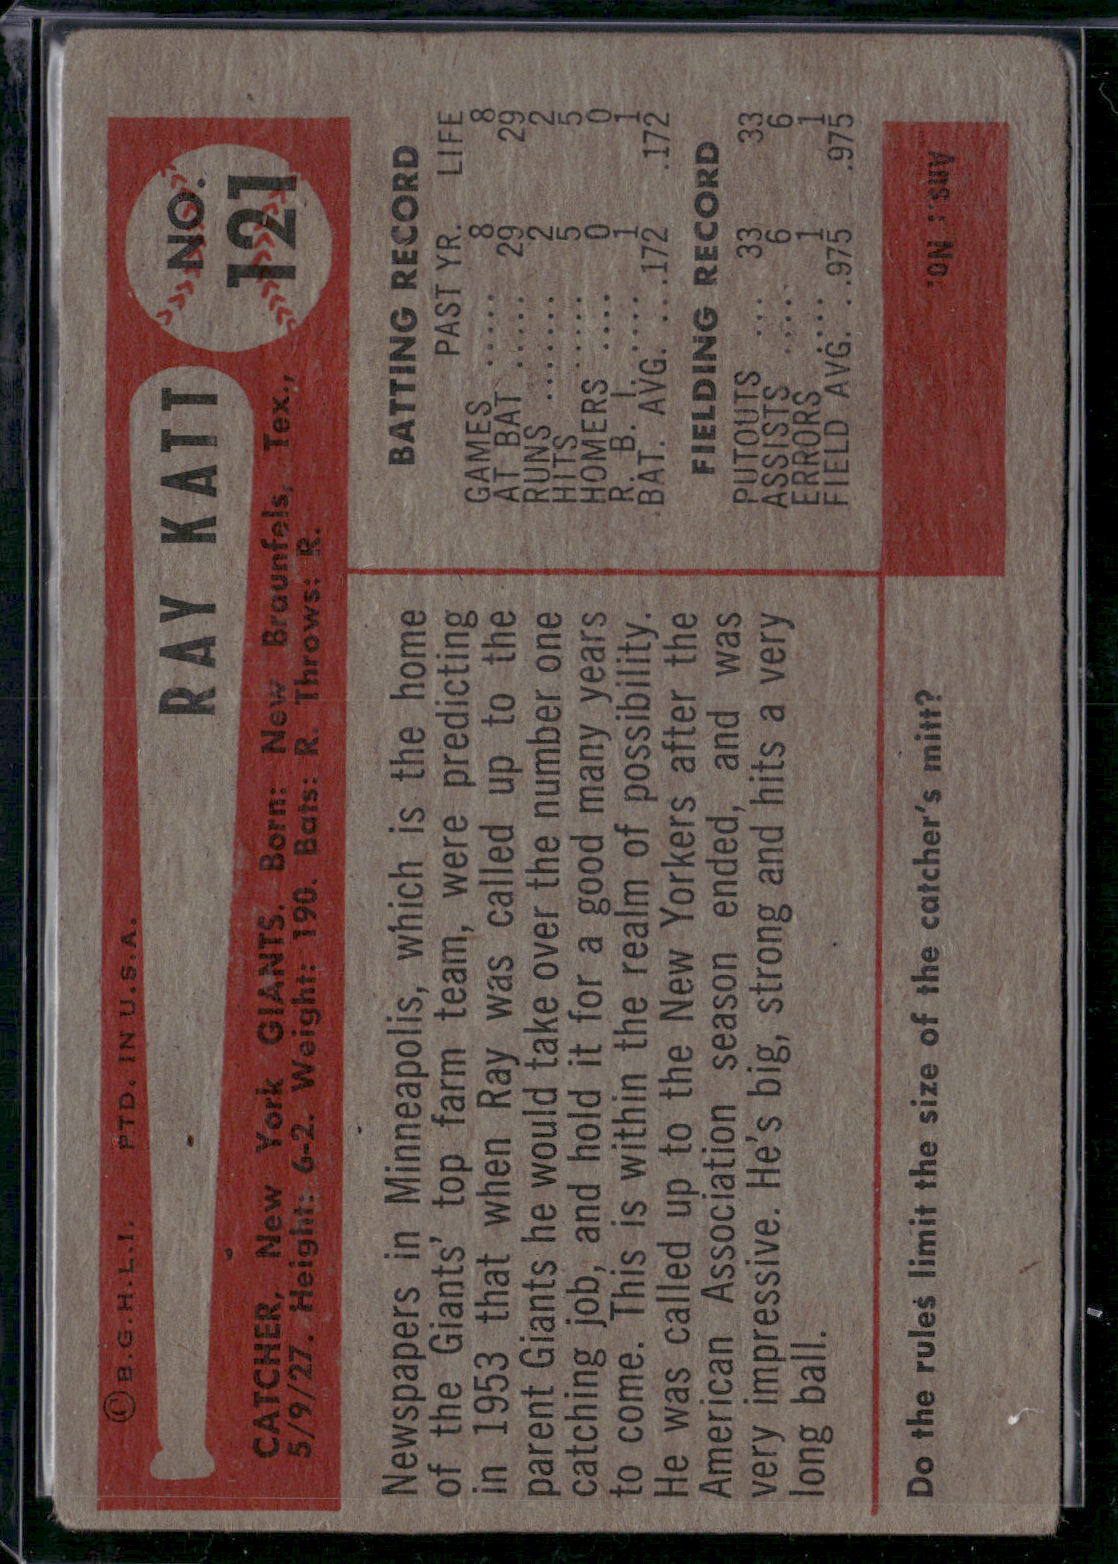 © B.G.H.L.I. PTD. IN U.S.A.
RAY KATT
NO.
121
CATCHER, New York GIANTS. Born: New Braunfels, Tex.,
5/9/27. Height: 6-2. Weight: 190. Bats: R. Throws: R.
Newspapers in Minneapolis, which is the home
of the Giants' top farm team, were predicting
in 1953 that when Ray was called up to the
parent Giants he would take over the number one
catching job, and hold it for a good many years
to come. This is within the realm of possibility.
He was called up to the New Yorkers after the
American Association season ended, and was
very impressive. He's big, strong and hits a very
long ball.
BATTING RECORD
PAST YR. LIFE
GAMES ..... 8 8
AT BAT ..... 29 29
RUNS ....... 2 2
HITS ....... 5 5
HOMERS .... 0 0
R. B. I. .... 1 1
BAT. AVG. ... .172 .172
FIELDING RECORD
PUTOUTS .... 33 33
ASSISTS ..... 6 6
ERRORS ..... 1 1
FIELD AVG. .. .975 .975
Do the rules limit the size of the catcher's mitt?
Ans.: No.